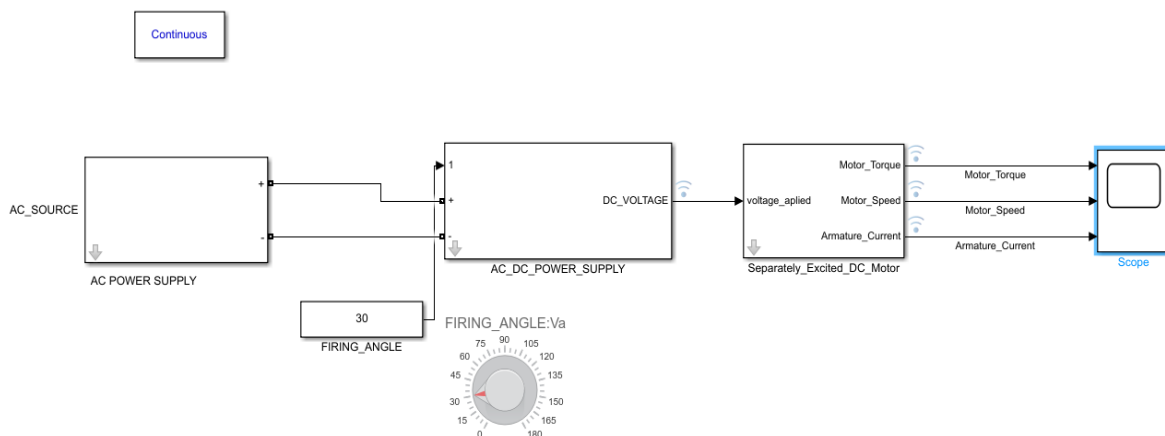 Continuous
AC_SOURCE
+
-
AC POWER SUPPLY
1
+
-
DC_VOLTAGE
AC_DC_POWER_SUPPLY
voltage_aplied
Motor_Torque
Motor_Speed
Armature_Current
Separately_Excited_DC_Motor
Motor_Torque
Motor_Speed
Armature_Current
Scope
30
FIRING_ANGLE
FIRING_ANGLE:Va
0
15
30
45
60
75
90
105
120
135
150
165
180